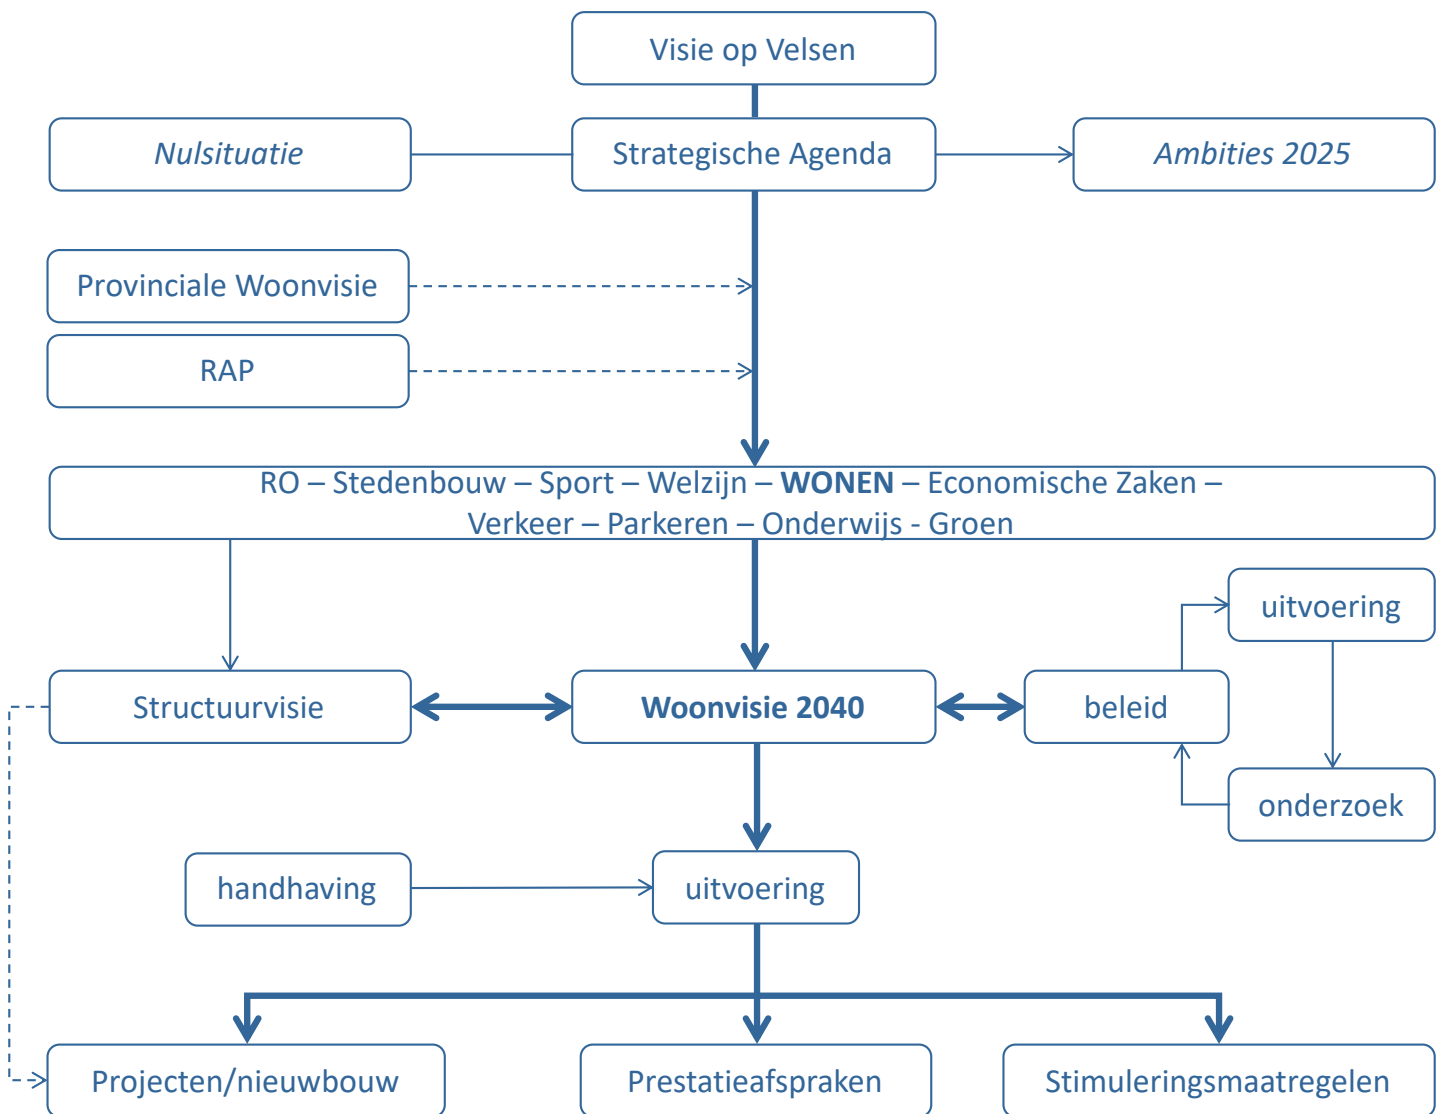 Visie op Velsen
Nulsituatie
Strategische Agenda
Ambities 2025
Provinciale Woonvisie
RAP
RO – Stedenbouw – Sport – Welzijn – WONEN – Economische Zaken –
Verkeer – Parkeren – Onderwijs - Groen
uitvoering
Structuurvisie
Woonvisie 2040
beleid
onderzoek
handhaving
uitvoering
Projecten/nieuwbouw
Prestatieafspraken
Stimuleringsmaatregelen